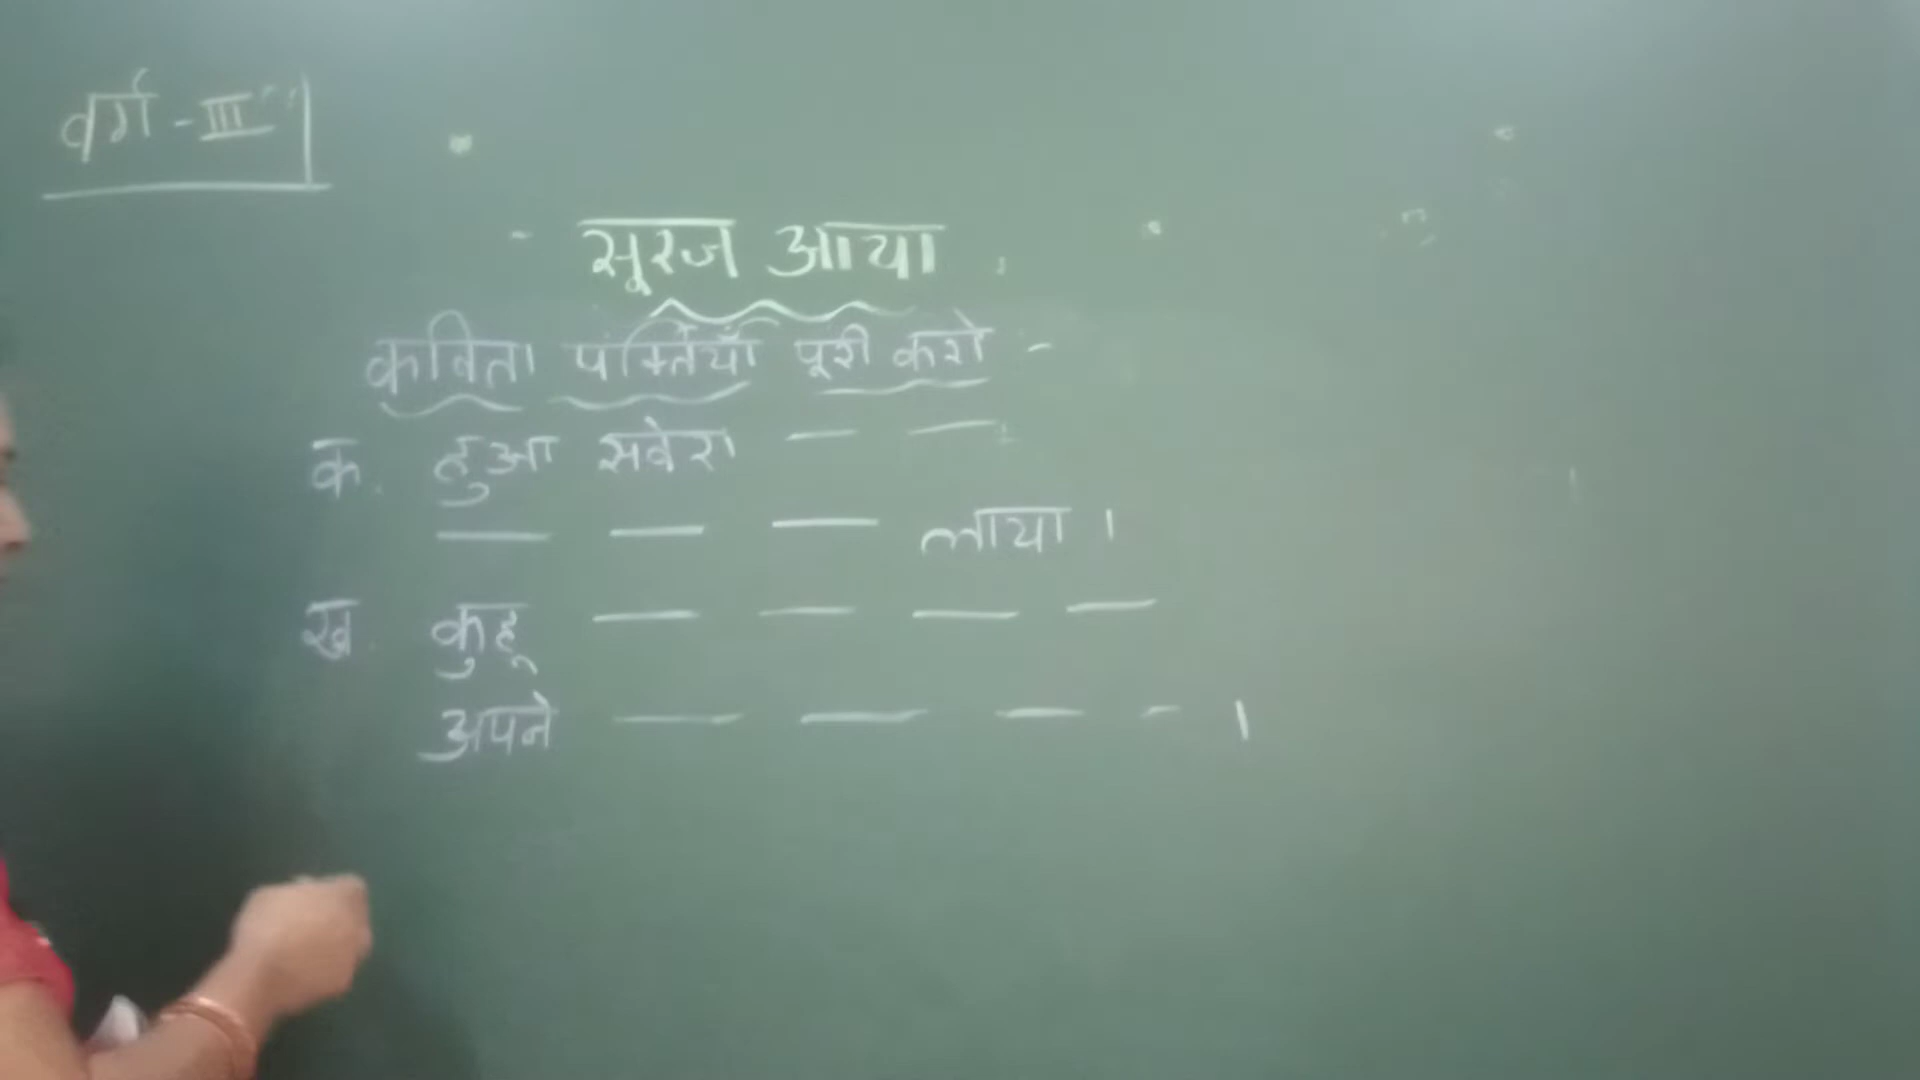 वर्ग - III
सूरज आया
कविता पंक्तियाँ पूरी करो -
क. हुआ सवेरा — —
— — — लाया ।
ख. कुहू — — — —
अपने — — — — ।